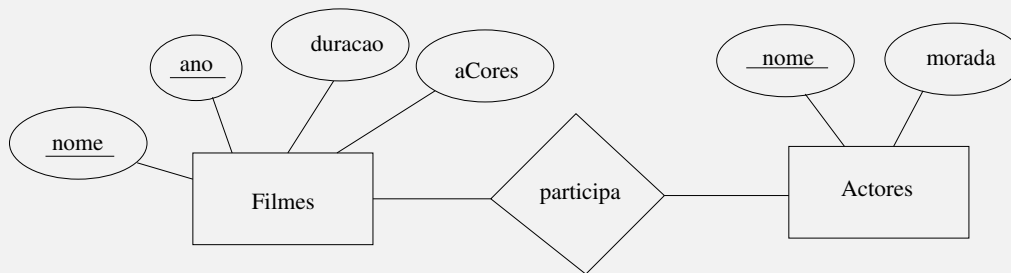 duracao
ano
aCores
nome
morada
nome
Filmes
participa
Actores